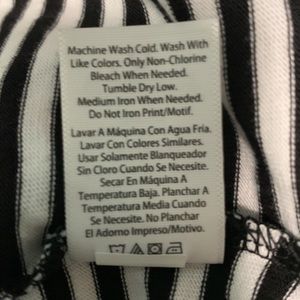 Machine Wash Cold. Wash With
Like Colors. Only Non-Chlorine
Bleach When Needed.
Tumble Dry Low.
Medium Iron When Needed.
Do Not Iron Print/Motif.
Lavar A Máquina Con Agua Fria.
Lavar Con Colores Similares.
Usar Solamente Blanqueador
Sin Cloro Cuando Se Necesite.
Secar En Máquina A
Temperatura Baja. Planchar A
Temperatura Media Cuando
Se Necesite. No Planchar
El Adorno Impreso/Motivo.